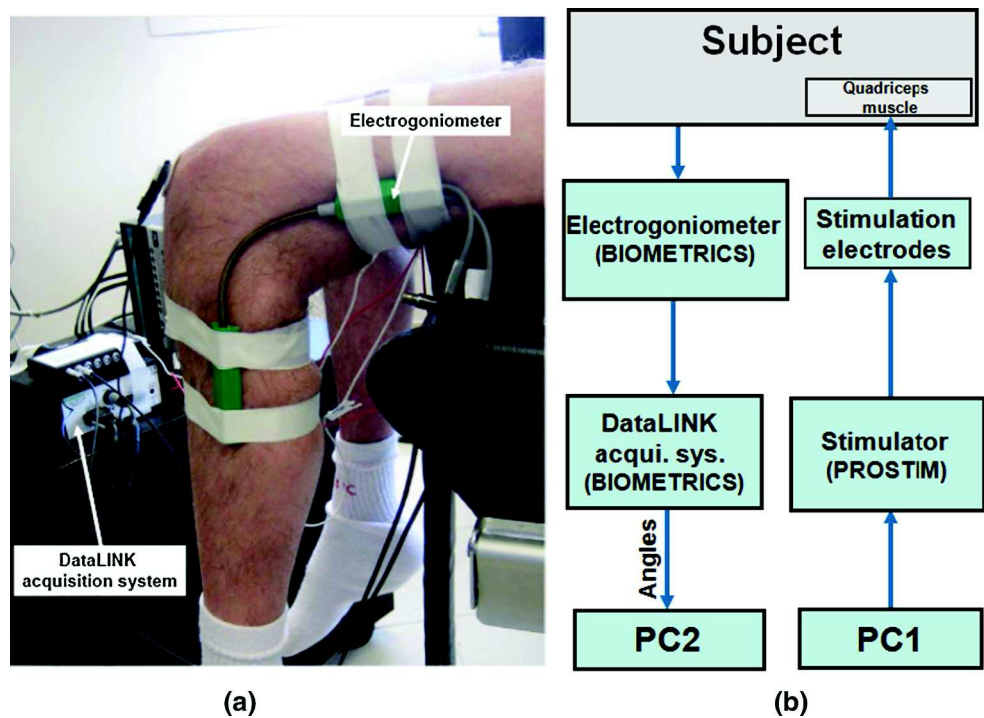 Electrogoniometer
DataLINK
acquisition system
(a)
Subject
Quadriceps
muscle
Electrogoniometer
(BIOMETRICS)
Stimulation
electrodes
DataLINK
acqui. sys.
(BIOMETRICS)
Stimulator
(PROSTIM)
Angles
PC2
PC1
(b)